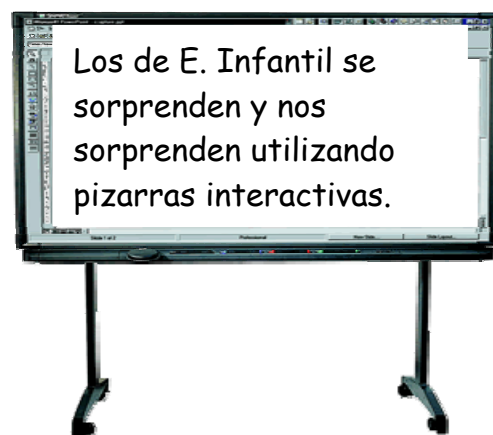 Los de E. Infantil se
sorprenden y nos
sorprenden utilizando
pizarras interactivas.